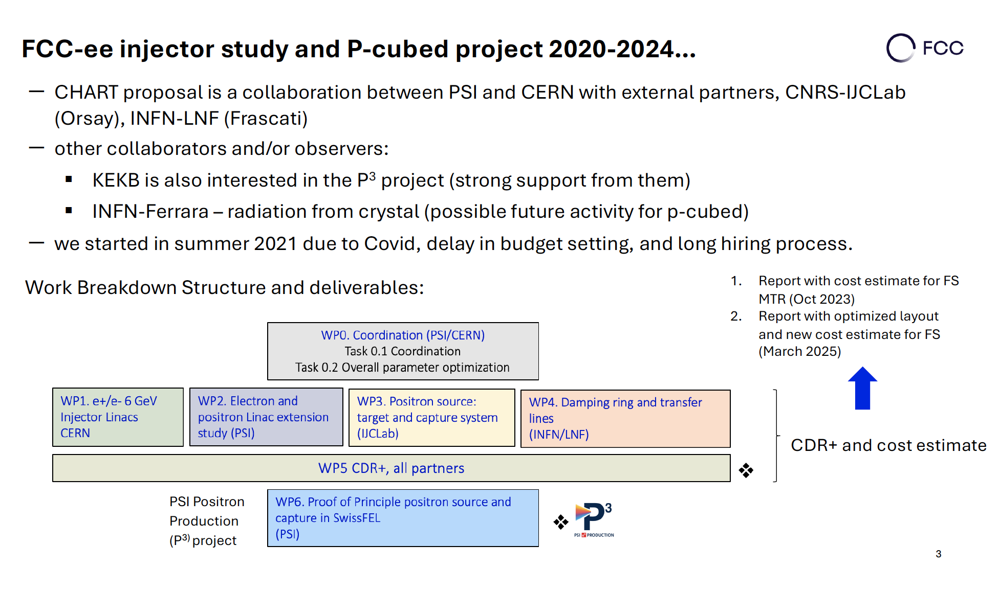 FCC-ee injector study and P-cubed project 2020-2024...
FCC
— CHART proposal is a collaboration between PSI and CERN with external partners, CNRS-IJCLab
(Orsay), INFN-LNF (Frascati)
— other collaborators and/or observers:
▪ KEKB is also interested in the P³ project (strong support from them)
▪ INFN-Ferrara – radiation from crystal (possible future activity for p-cubed)
— we started in summer 2021 due to Covid, delay in budget setting, and long hiring process.
Work Breakdown Structure and deliverables:
1. Report with cost estimate for FS
MTR (Oct 2023)
2. Report with optimized layout
and new cost estimate for FS
(March 2025)
WP0. Coordination (PSI/CERN)
Task 0.1 Coordination
Task 0.2 Overall parameter optimization
WP1. e+/e- 6 GeV
Injector Linacs
CERN
WP2. Electron and
positron Linac extension
study (PSI)
WP3. Positron source:
target and capture system
(IJCLab)
WP4. Damping ring and transfer
lines
(INFN/LNF)
CDR+ and cost estimate
WP5 CDR+, all partners
❖
PSI Positron
Production
(P³⁾ project
WP6. Proof of Principle positron source and
capture in SwissFEL
(PSI)
❖ P³
PSI e⁺ PRODUCTION
3